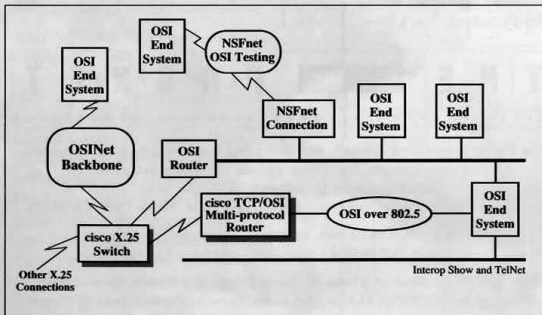 OSI
End
System
OSI
End
System
NSFnet
OSI Testing
OSINet
Backbone
OSI
Router
NSFnet
Connection
OSI
End
System
OSI
End
System
cisco X.25
Switch
cisco TCP/OSI
Multi-protocol
Router
OSI over 802.5
OSI
End
System
Other X.25
Connections
Interop Show and TelNet